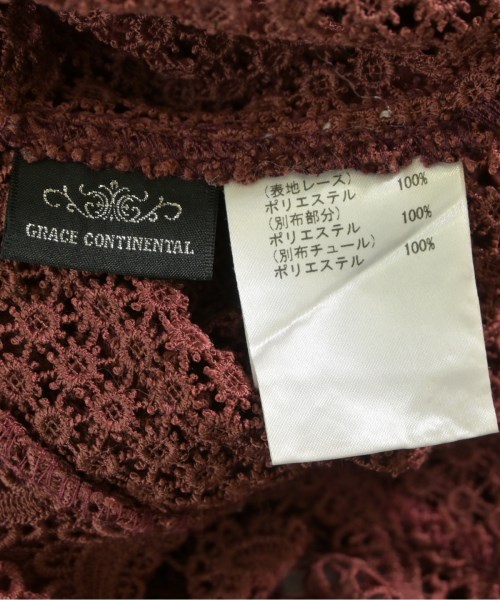 GRACE CONTINENTAL
(表地レース)
ポリエステル 100%
(別布部分)
ポリエステル 100%
(別布チュール)
ポリエステル 100%